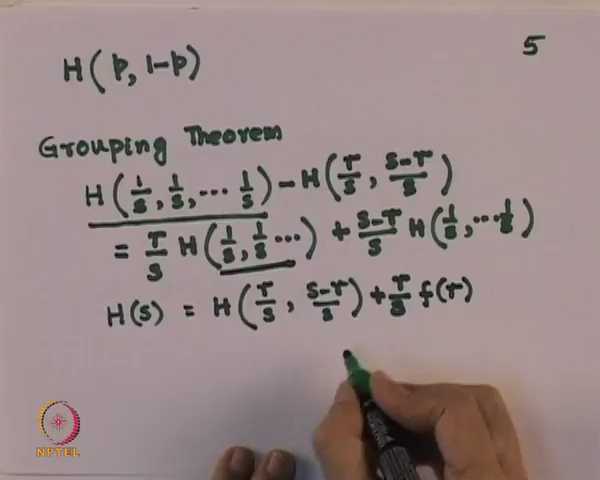 5
H(p, 1-p)
Grouping Theorem
H(1/s, 1/s, ... 1/s) - H(r/s, s-r/s)
= r/s H(1/s, 1/s ...) + s-r/s H(1/s, ... 1/s)
H(s) = H(r/s, s-r/s) + r/s f(r)
NPTEL